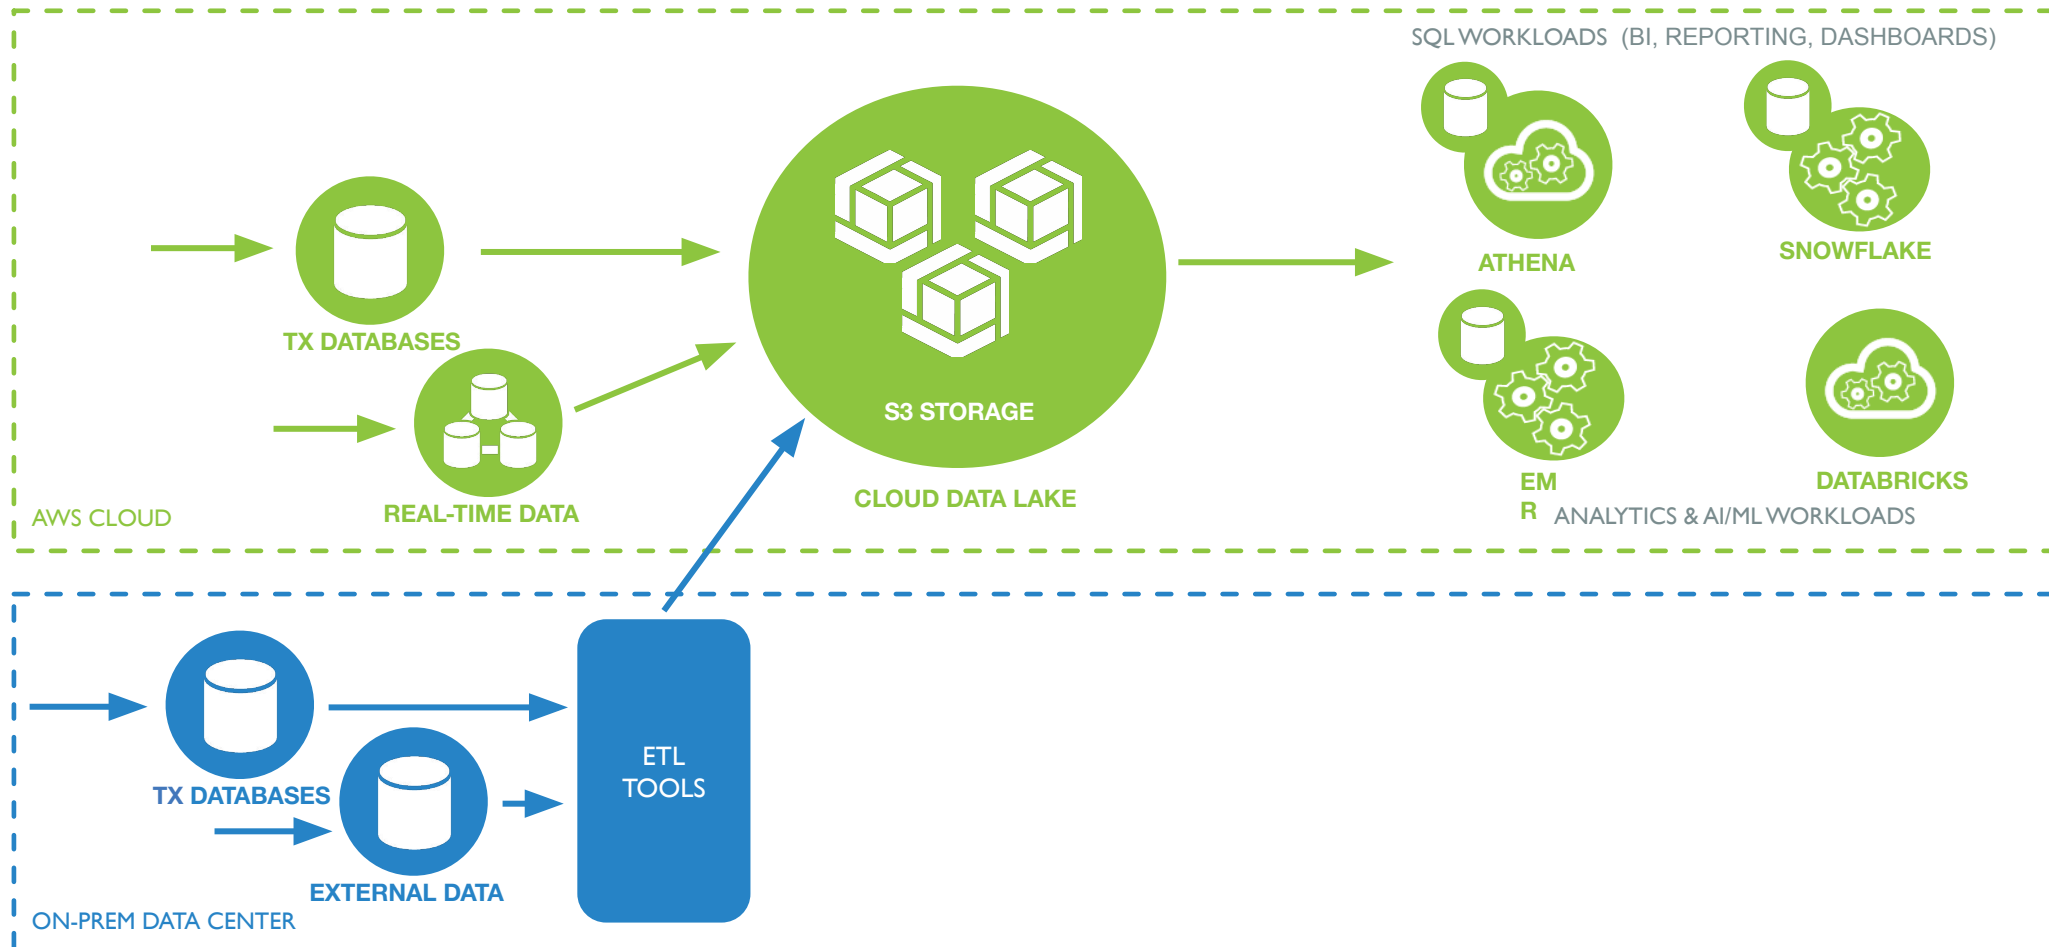 SQL WORKLOADS (BI, REPORTING, DASHBOARDS)
ATHENA
SNOWFLAKE
TX DATABASES
S3 STORAGE
EM
R
DATABRICKS
CLOUD DATA LAKE
REAL-TIME DATA
AWS CLOUD
ANALYTICS & AI/ML WORKLOADS
ETL
TOOLS
TX DATABASES
EXTERNAL DATA
ON-PREM DATA CENTER